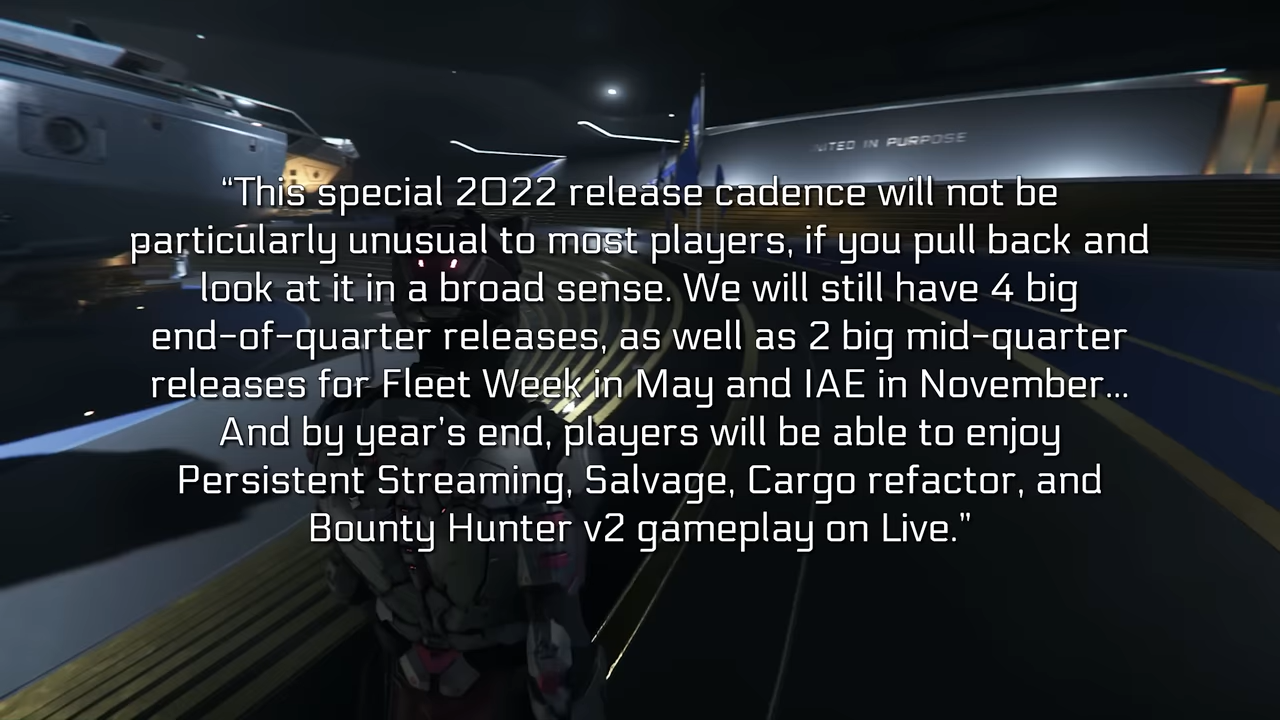 NITED IN PURPOSE
“This special 2022 release cadence will not be
particularly unusual to most players, if you pull back and
look at it in a broad sense. We will still have 4 big
end-of-quarter releases, as well as 2 big mid-quarter
releases for Fleet Week in May and IAE in November...
And by year’s end, players will be able to enjoy
Persistent Streaming, Salvage, Cargo refactor, and
Bounty Hunter v2 gameplay on Live.”